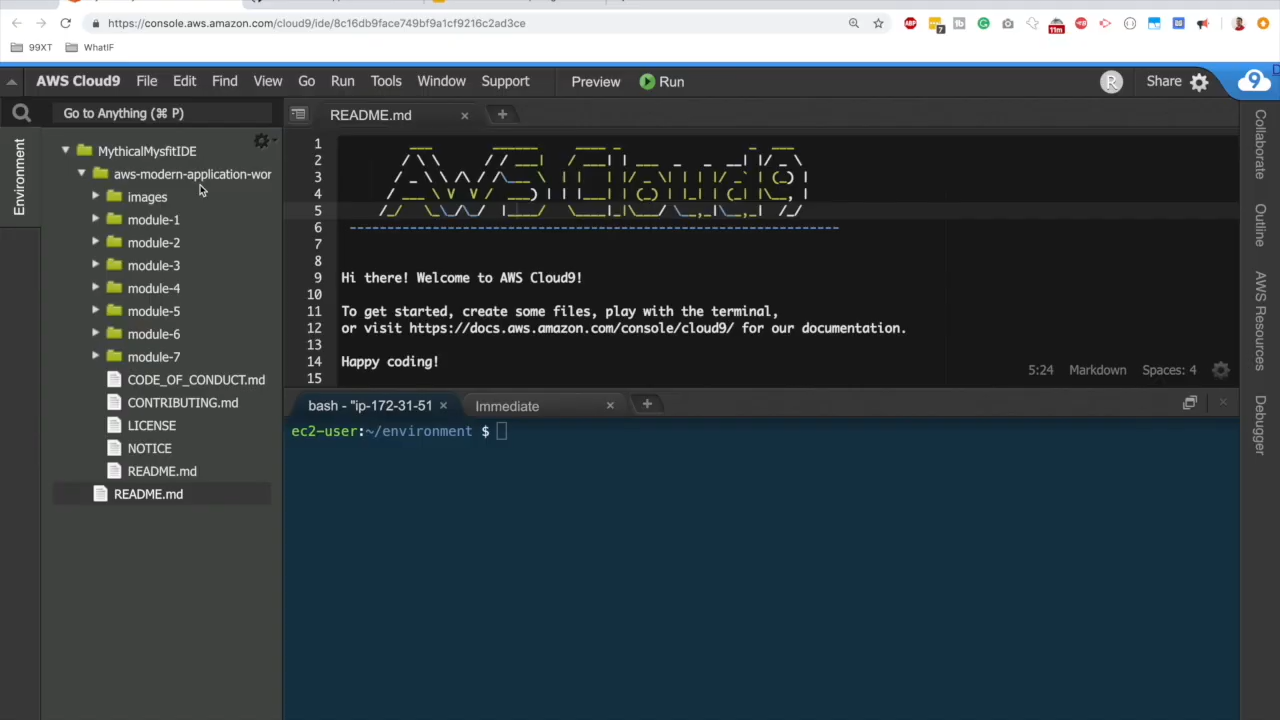 https://console.aws.amazon.com/cloud9/ide/8c16db9face749bf9a1cf9216c2ad3ce
7
11m
99XT
WhatIF
AWS Cloud9
File
Edit
Find
View
Go
Run
Tools
Window
Support
Preview
Run
R
Share
9
Go to Anything (⌘ P)
README.md
Environment
MythicalMysfitIDE
aws-modern-application-wor
images
module-1
module-2
module-3
module-4
module-5
module-6
module-7
CODE_OF_CONDUCT.md
CONTRIBUTING.md
LICENSE
NOTICE
README.md
README.md
1
2
3
4
5
6
7
8
9
10
11
12
13
14
15
AWS Cloud9
Hi there! Welcome to AWS Cloud9!
To get started, create some files, play with the terminal,
or visit https://docs.aws.amazon.com/console/cloud9/ for our documentation.
Happy coding!
5:24
Markdown
Spaces: 4
bash - "ip-172-31-51
Immediate
ec2-user:~/environment $
Collaborate
Outline
AWS Resources
Debugger